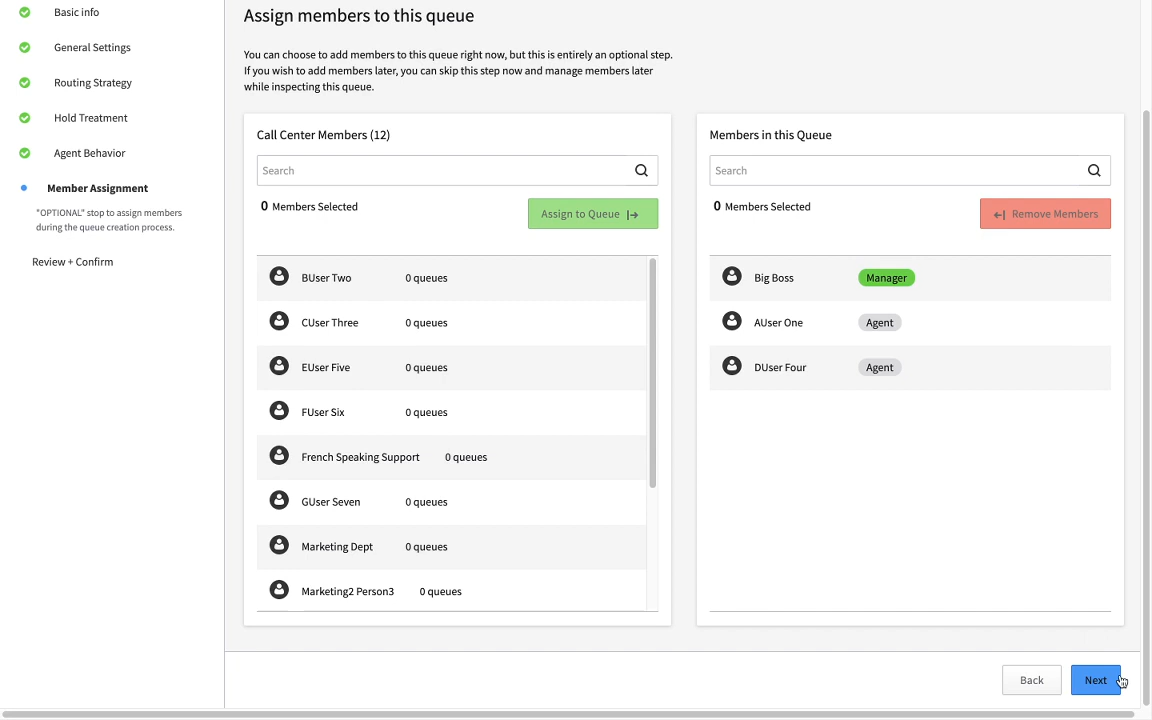 Basic info
General Settings
Routing Strategy
Hold Treatment
Agent Behavior
Member Assignment
"OPTIONAL" stop to assign members
during the queue creation process.
Review + Confirm
Assign members to this queue
You can choose to add members to this queue right now, but this is entirely an optional step.
If you wish to add members later, you can skip this step now and manage members later
while inspecting this queue.
Call Center Members (12)
Search
0 Members Selected
Assign to Queue
BUser Two 0 queues
CUser Three 0 queues
EUser Five 0 queues
FUser Six 0 queues
French Speaking Support 0 queues
GUser Seven 0 queues
Marketing Dept 0 queues
Marketing2 Person3 0 queues
Members in this Queue
Search
0 Members Selected
Remove Members
Big Boss Manager
AUser One Agent
DUser Four Agent
Back
Next